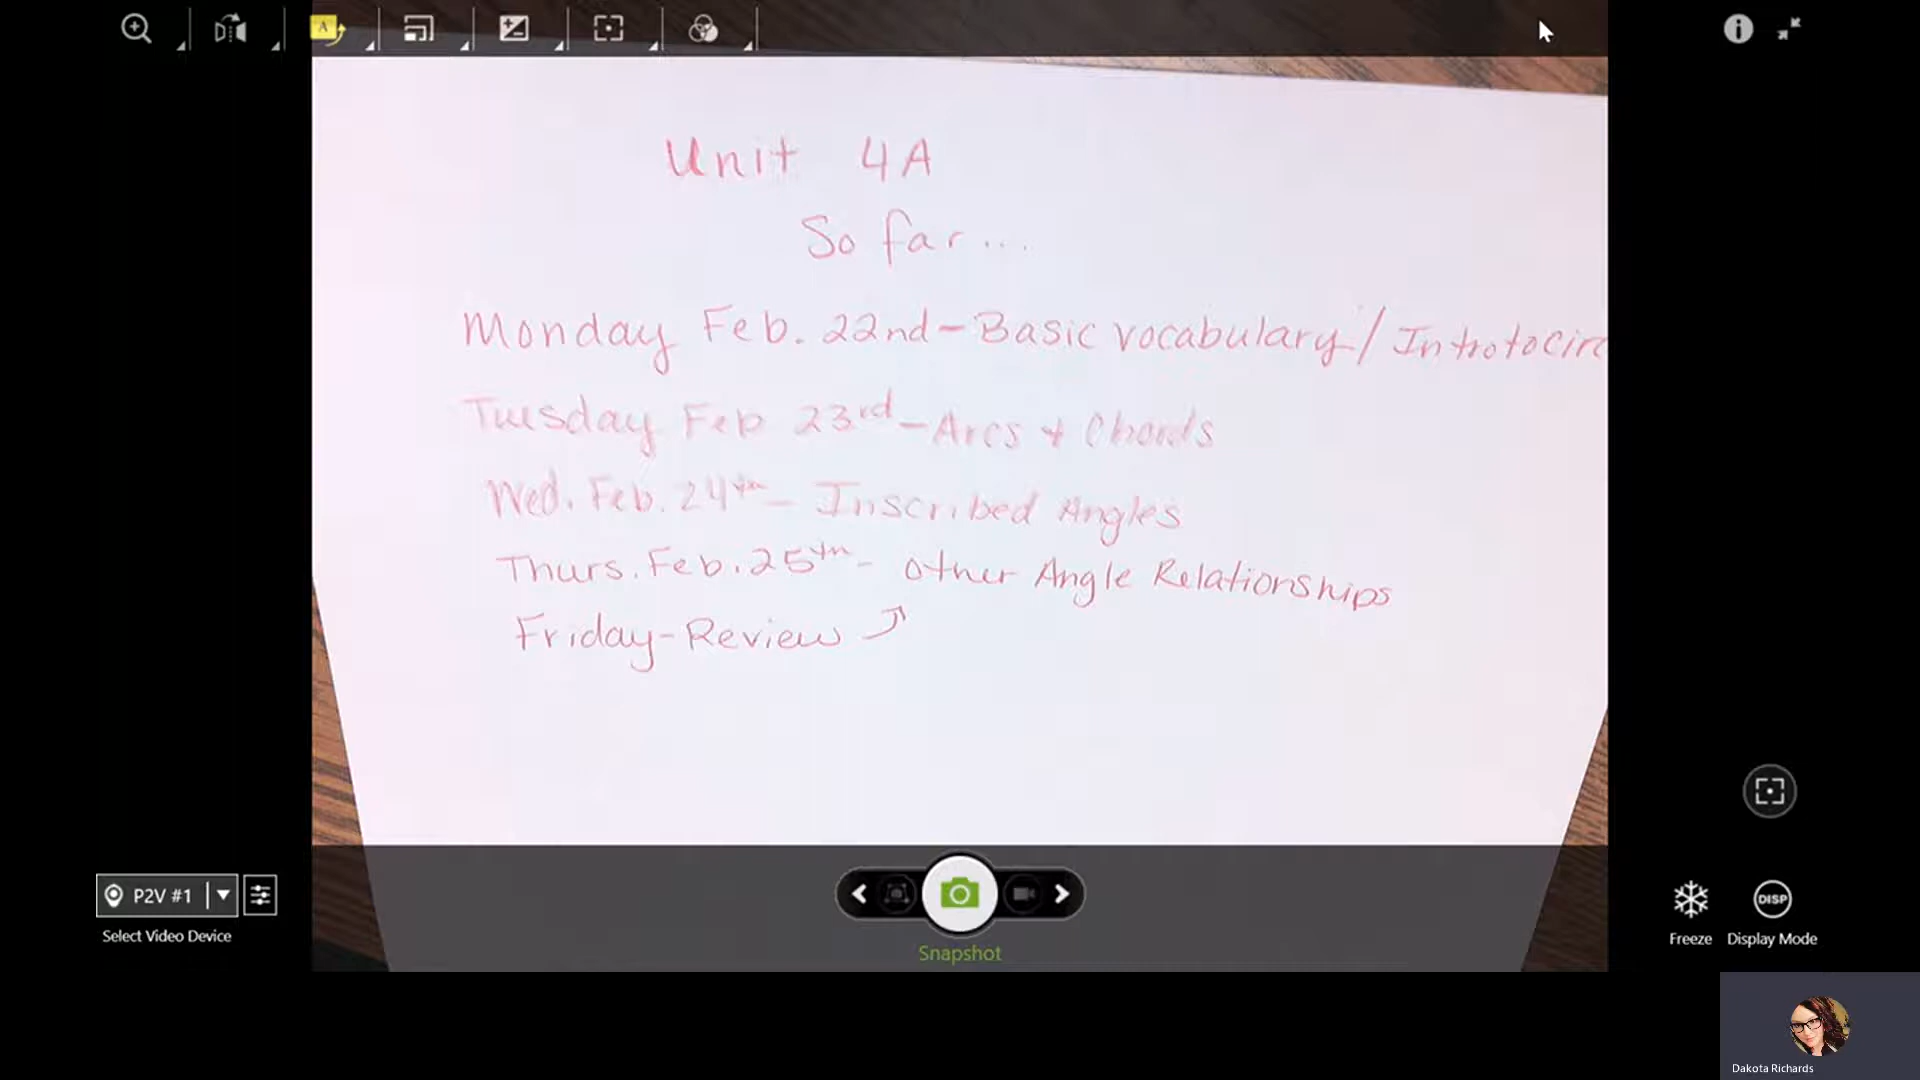 Unit 4A
So far...
Monday Feb. 22nd - Basic vocabulary / Intro to circ
Tuesday Feb 23rd - Arcs + Chords
Wed. Feb. 24th - Inscribed Angles
Thurs. Feb. 25th - other Angle Relationships
Friday - Review
P2V #1
Select Video Device
Snapshot
Freeze
DISP
Display Mode
Dakota Richards